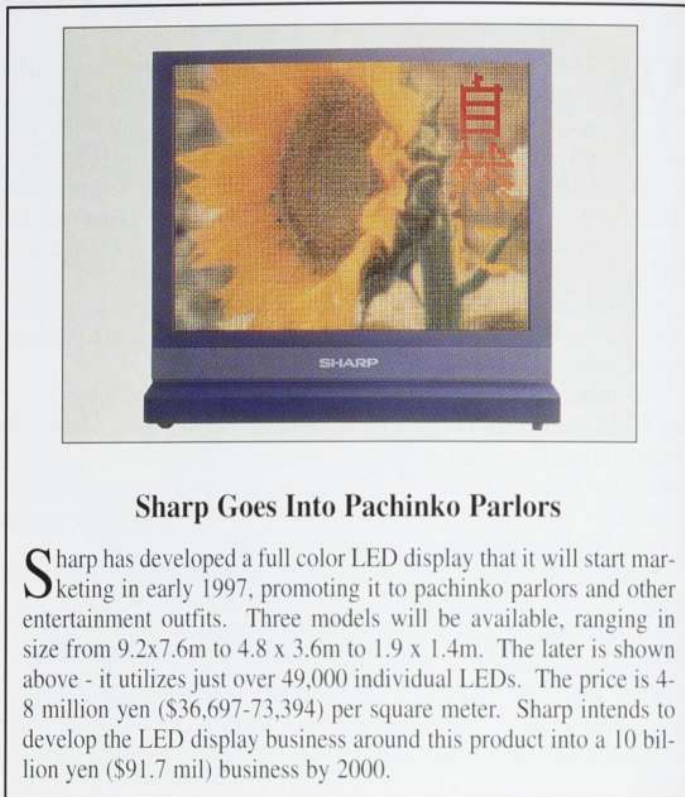 自然
SHARP
Sharp Goes Into Pachinko Parlors
Sharp has developed a full color LED display that it will start mar-
keting in early 1997, promoting it to pachinko parlors and other
entertainment outfits. Three models will be available, ranging in
size from 9.2x7.6m to 4.8 x 3.6m to 1.9 x 1.4m. The later is shown
above - it utilizes just over 49,000 individual LEDs. The price is 4-
8 million yen ($36,697-73,394) per square meter. Sharp intends to
develop the LED display business around this product into a 10 bil-
lion yen ($91.7 mil) business by 2000.